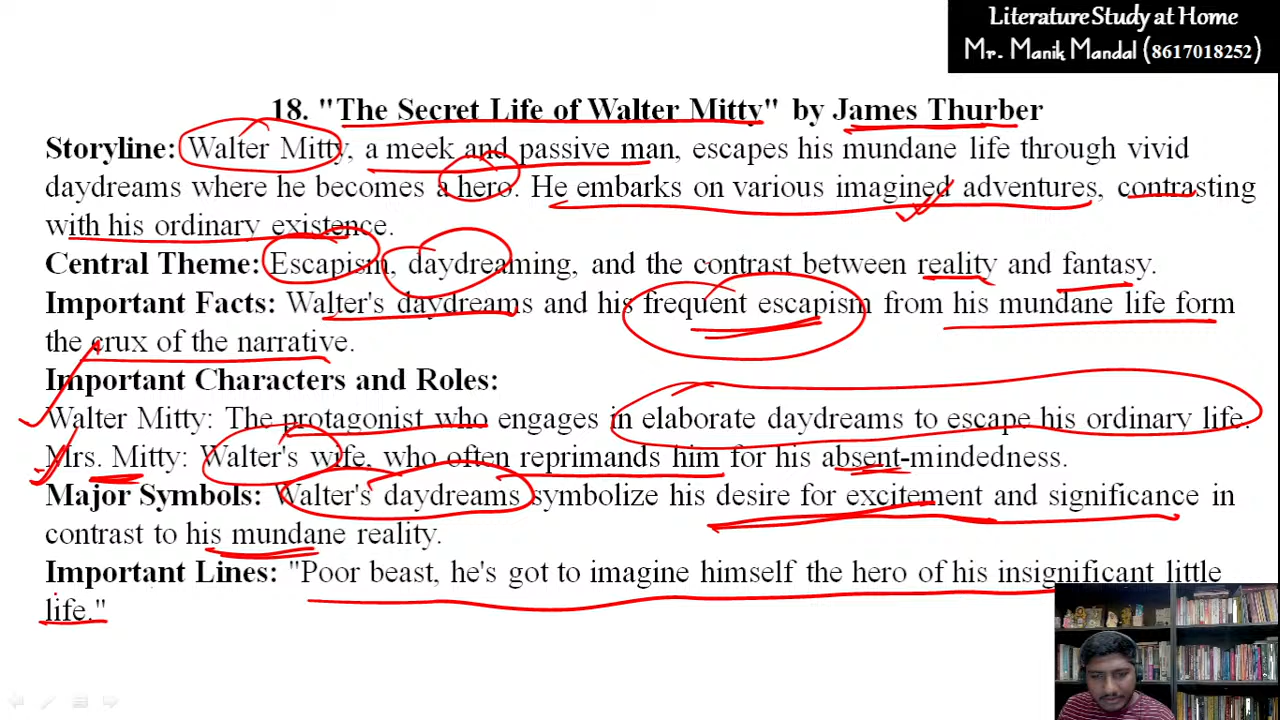 Literature Study at Home
Mr. Manik Mandal (8617018252)
18. "The Secret Life of Walter Mitty" by James Thurber
Storyline: Walter Mitty, a meek and passive man, escapes his mundane life through vivid
daydreams where he becomes a hero. He embarks on various imagined adventures, contrasting
with his ordinary existence.
Central Theme: Escapism, daydreaming, and the contrast between reality and fantasy.
Important Facts: Walter's daydreams and his frequent escapism from his mundane life form
the crux of the narrative.
Important Characters and Roles:
Walter Mitty: The protagonist who engages in elaborate daydreams to escape his ordinary life.
Mrs. Mitty: Walter's wife, who often reprimands him for his absent-mindedness.
Major Symbols: Walter's daydreams symbolize his desire for excitement and significance in
contrast to his mundane reality.
Important Lines: "Poor beast, he's got to imagine himself the hero of his insignificant little
life."